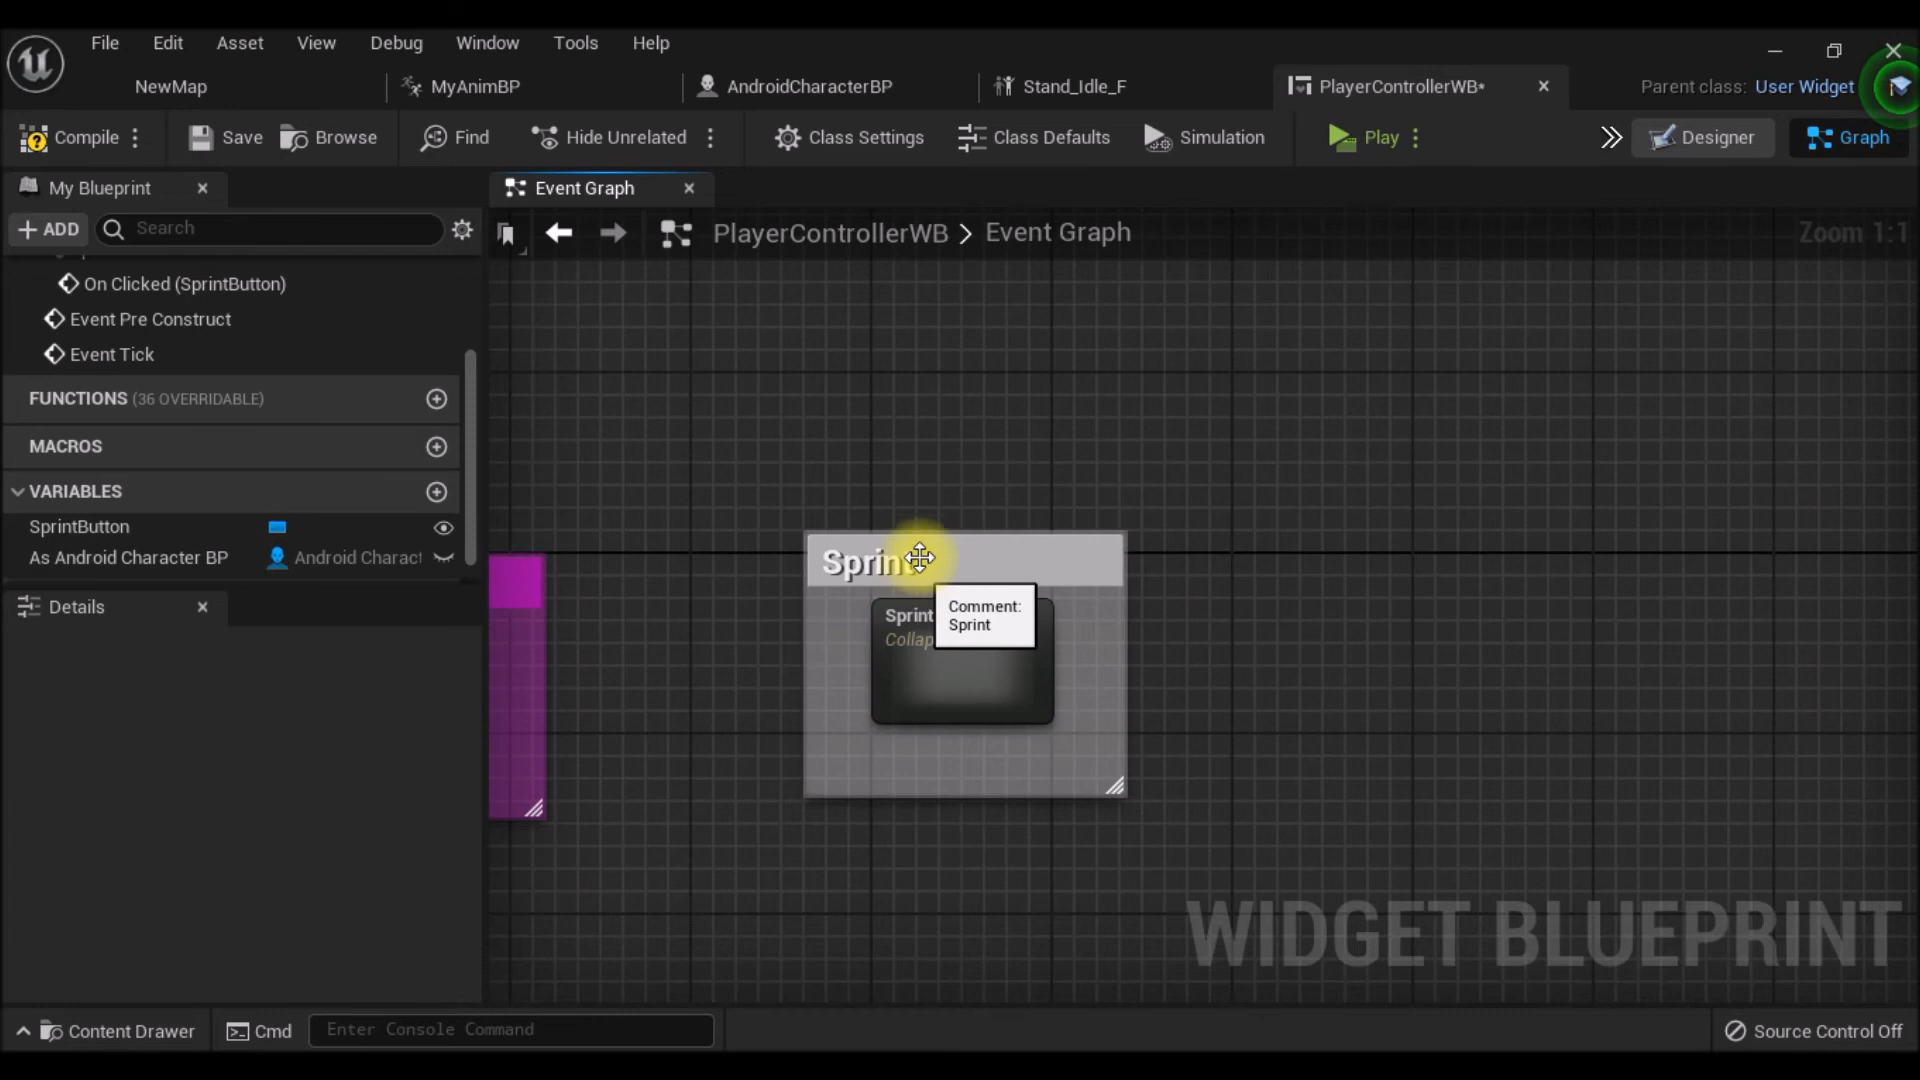 File Edit Asset View Debug Window Tools Help
NewMap MyAnimBP AndroidCharacterBP Stand_Idle_F PlayerControllerWB* Parent class: User Widget
Compile Save Browse Find Hide Unrelated Class Settings Class Defaults Simulation Play Designer Graph
My Blueprint Event Graph
ADD Search PlayerControllerWB > Event Graph Zoom 1:1
On Clicked (SprintButton)
Event Pre Construct
Event Tick
FUNCTIONS (36 OVERRIDABLE)
MACROS
VARIABLES
SprintButton
As Android Character BP Android Charact
Details
Sprint
Sprint
Collap
Comment:
Sprint
WIDGET BLUEPRINT
Content Drawer Cmd Enter Console Command Source Control Off